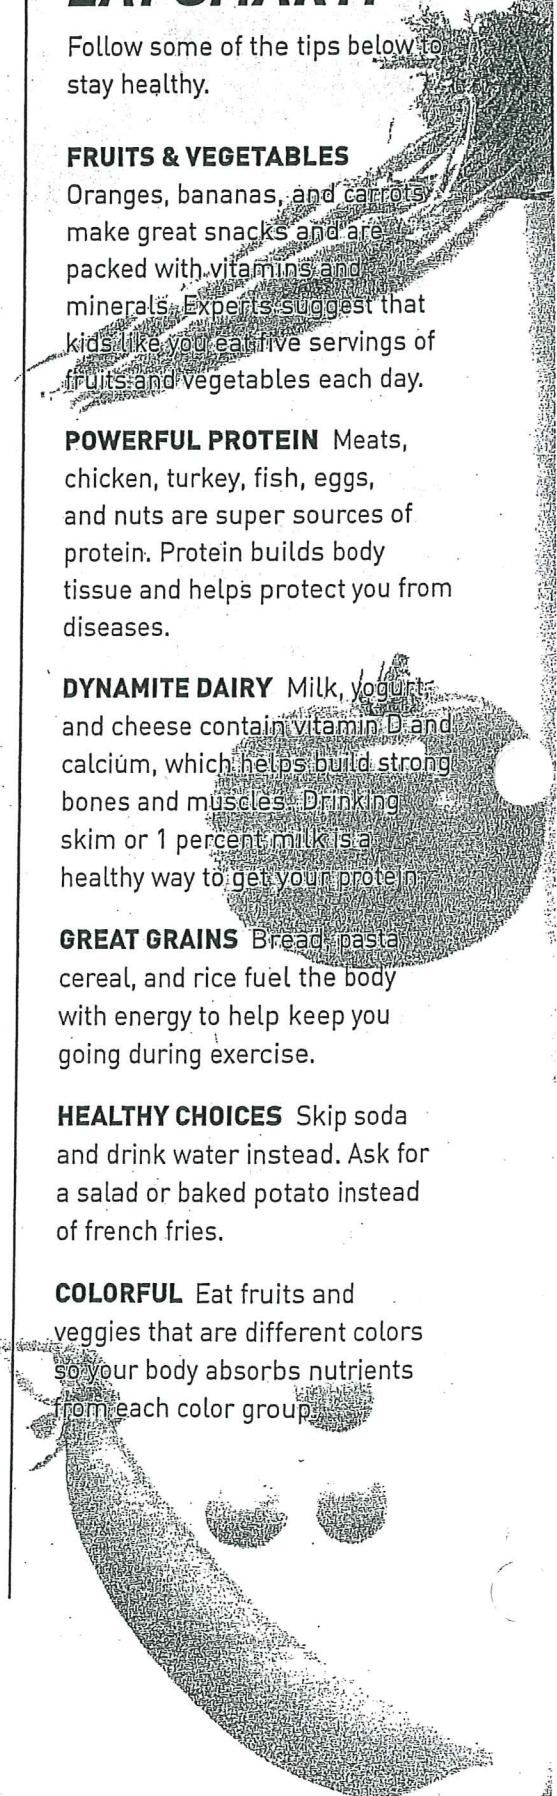 EAT SMART!
Follow some of the tips below to
stay healthy.
FRUITS & VEGETABLES
Oranges, bananas, and carrots
make great snacks and are
packed with vitamins and
minerals. Experts suggest that
kids like you eat five servings of
fruits and vegetables each day.
POWERFUL PROTEIN Meats,
chicken, turkey, fish, eggs,
and nuts are super sources of
protein. Protein builds body
tissue and helps protect you from
diseases.
DYNAMITE DAIRY Milk, yogurt,
and cheese contain vitamin D and
calcium, which helps build strong
bones and muscles. Drinking
skim or 1 percent milk is a
healthy way to get your protein.
GREAT GRAINS Bread, pasta,
cereal, and rice fuel the body
with energy to help keep you
going during exercise.
HEALTHY CHOICES Skip soda
and drink water instead. Ask for
a salad or baked potato instead
of french fries.
COLORFUL Eat fruits and
veggies that are different colors
so your body absorbs nutrients
from each color group.